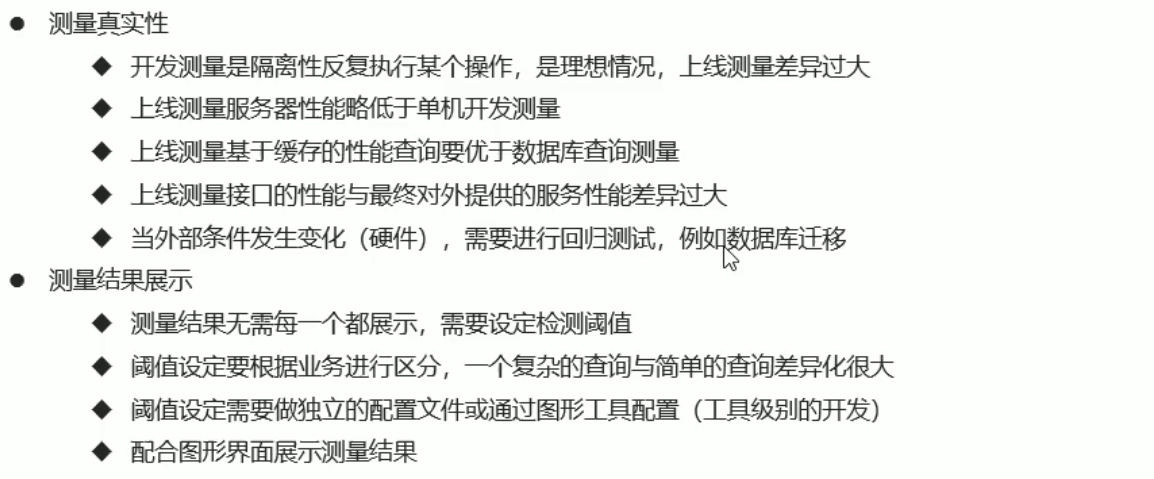 ● 测量真实性
◆ 开发测量是隔离性反复执行某个操作，是理想情况，上线测量差异过大
◆ 上线测量服务器性能略低于单机开发测量
◆ 上线测量基于缓存的性能查询要优于数据库查询测量
◆ 上线测量接口的性能与最终对外提供的服务性能差异过大
◆ 当外部条件发生变化（硬件），需要进行回归测试，例如数据库迁移
● 测量结果展示
◆ 测量结果无需每一个都展示，需要设定检测阈值
◆ 阈值设定要根据业务进行区分，一个复杂的查询与简单的查询差异化很大
◆ 阈值设定需要做独立的配置文件或通过图形工具配置（工具级别的开发）
◆ 配合图形界面展示测量结果